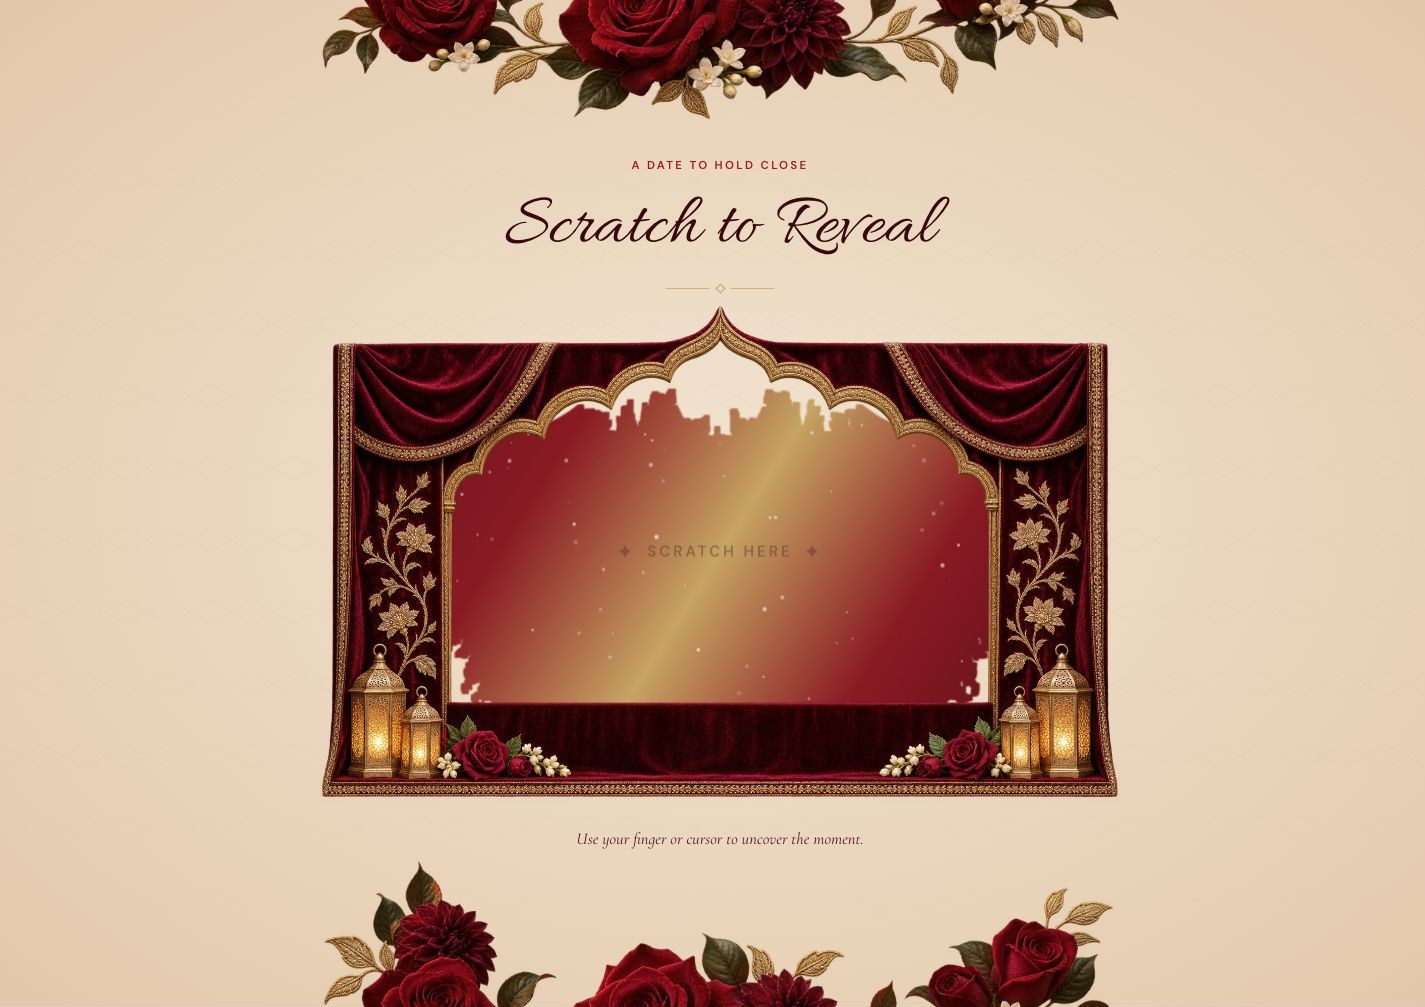 A DATE TO HOLD CLOSE
Scratch to Reveal
✦ SCRATCH HERE ✦
Use your finger or cursor to uncover the moment.